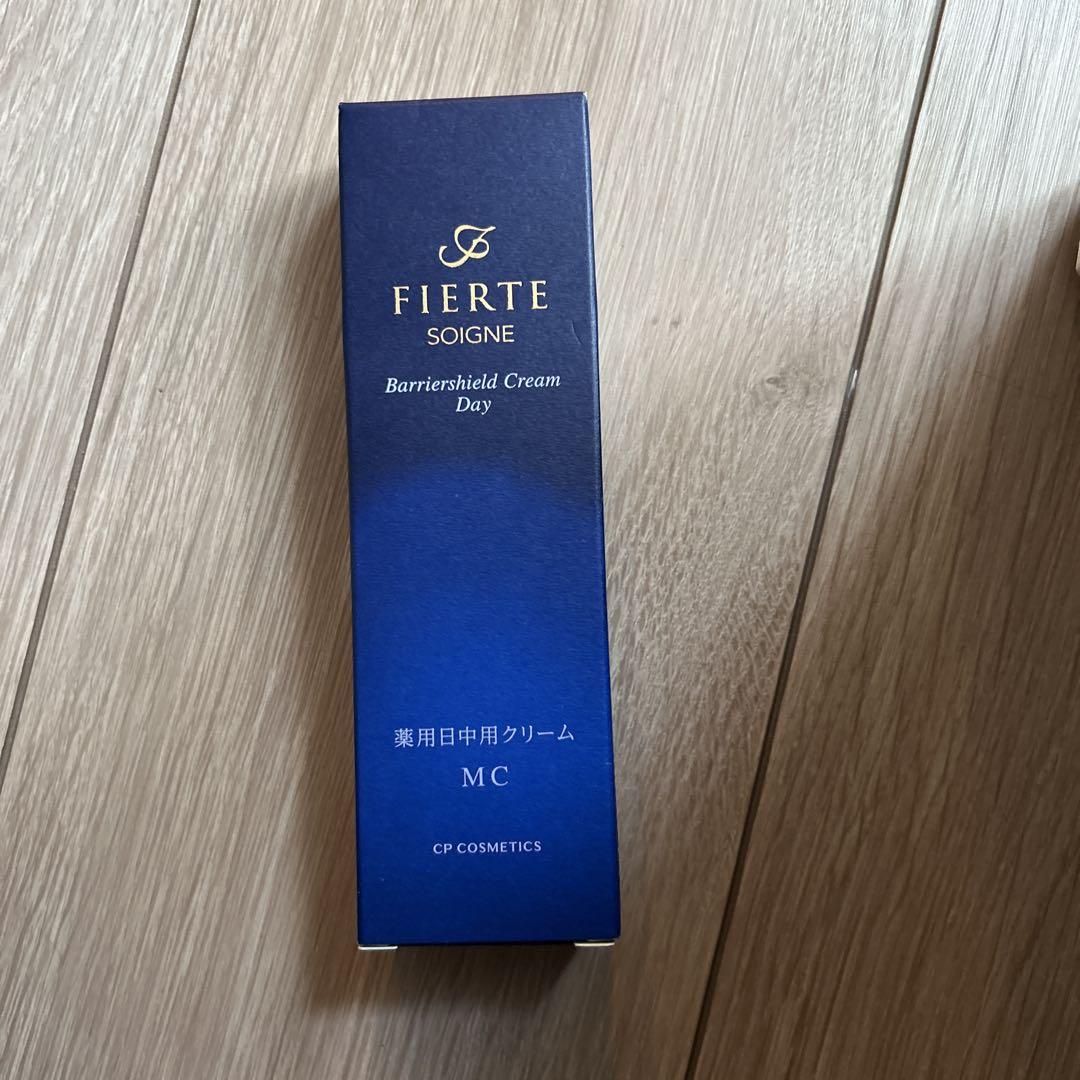 FIERTE
SOIGNE
Barriershield Cream
Day
薬用日中用クリーム
MC
CP COSMETICS